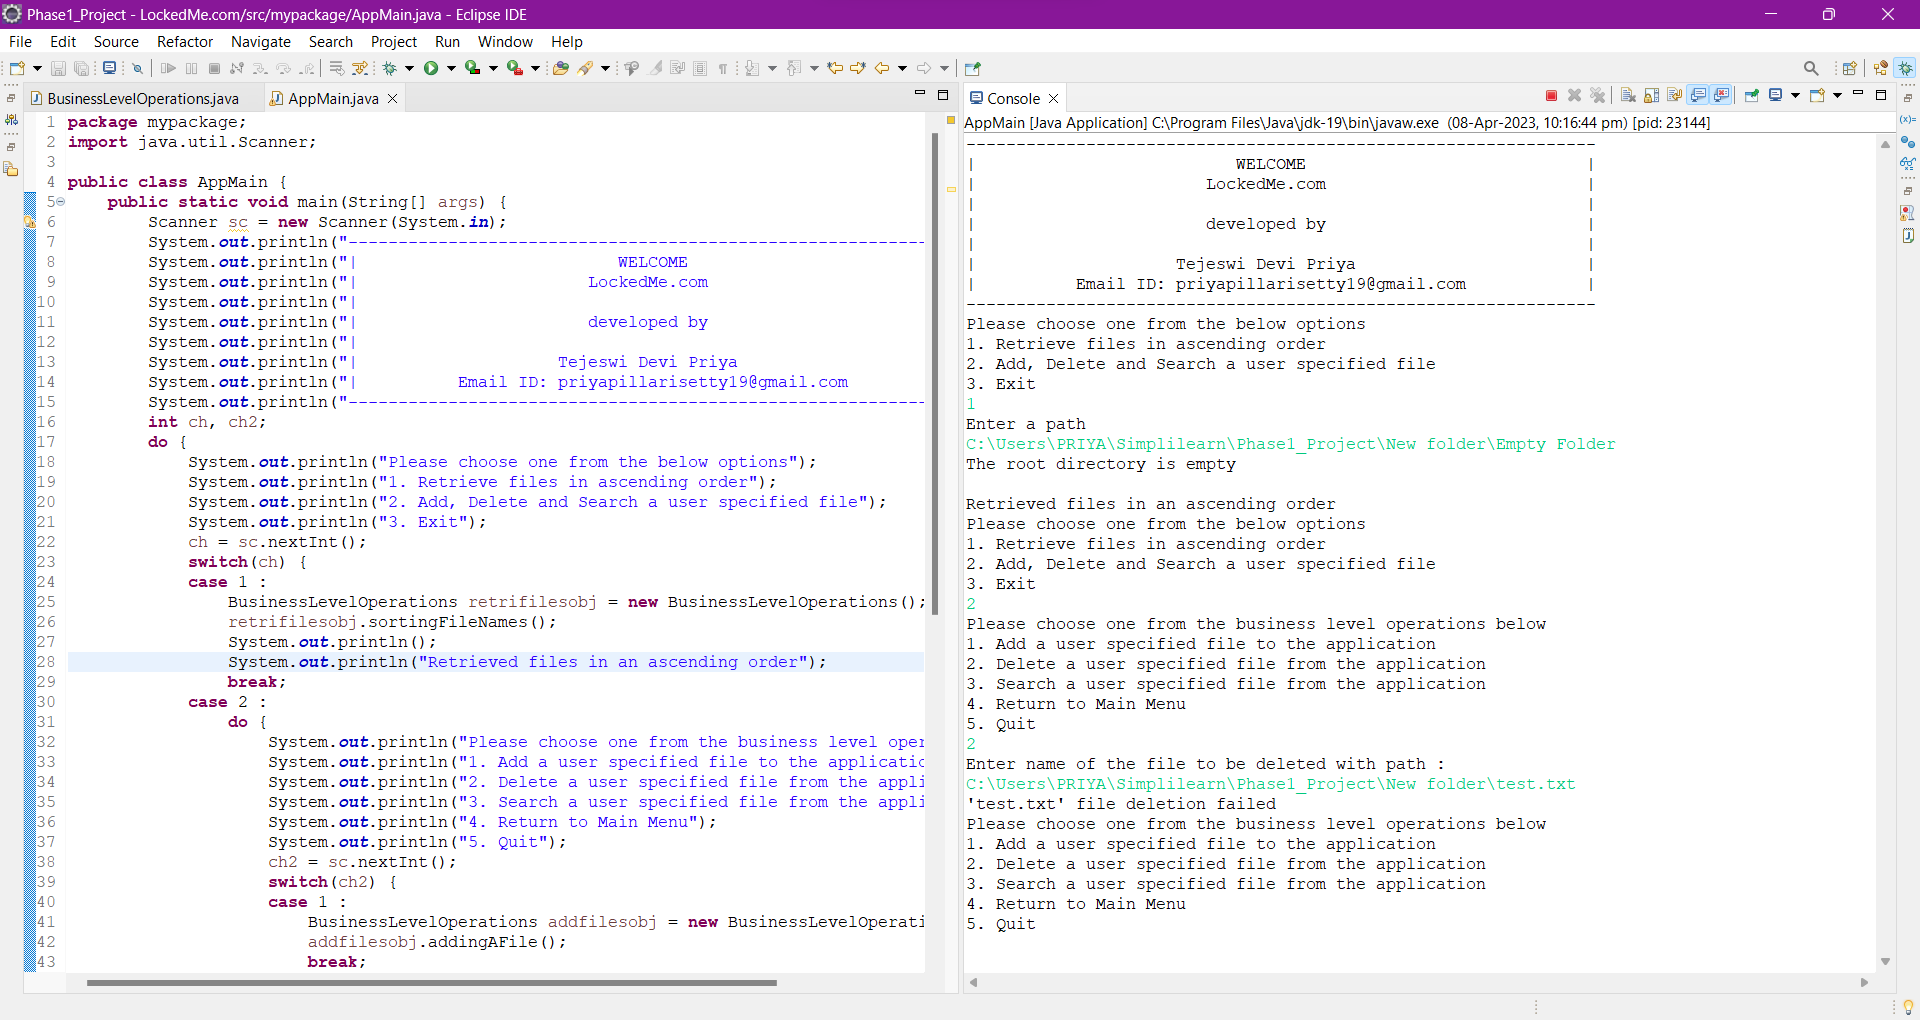 Phase1_Project - LockedMe.com/src/mypackage/AppMain.java - Eclipse IDE
File Edit Source Refactor Navigate Search Project Run Window Help
BusinessLevelOperations.java AppMain.java
1 package mypackage;
2 import java.util.Scanner;
3
4 public class AppMain {
5 public static void main(String[] args) {
6 Scanner sc = new Scanner(System.in);
7 System.out.println("----------------------------------------------------------
8 System.out.println("| WELCOME
9 System.out.println("| LockedMe.com
10 System.out.println("|
11 System.out.println("| developed by
12 System.out.println("|
13 System.out.println("| Tejeswi Devi Priya
14 System.out.println("| Email ID: priyapillarisetty19@gmail.com
15 System.out.println("----------------------------------------------------------
16 int ch, ch2;
17 do {
18 System.out.println("Please choose one from the below options");
19 System.out.println("1. Retrieve files in ascending order");
20 System.out.println("2. Add, Delete and Search a user specified file");
21 System.out.println("3. Exit");
22 ch = sc.nextInt();
23 switch(ch) {
24 case 1 :
25 BusinessLevelOperations retrifilesobj = new BusinessLevelOperations();
26 retrifilesobj.sortingFileNames();
27 System.out.println();
28 System.out.println("Retrieved files in an ascending order");
29 break;
30 case 2 :
31 do {
32 System.out.println("Please choose one from the business level oper
33 System.out.println("1. Add a user specified file to the applicatic
34 System.out.println("2. Delete a user specified file from the appli
35 System.out.println("3. Search a user specified file from the appli
36 System.out.println("4. Return to Main Menu");
37 System.out.println("5. Quit");
38 ch2 = sc.nextInt();
39 switch(ch2) {
40 case 1 :
41 BusinessLevelOperations addfilesobj = new BusinessLevelOperati
42 addfilesobj.addingAFile();
43 break;
Console
AppMain [Java Application] C:\Program Files\Java\jdk-19\bin\javaw.exe (08-Apr-2023, 10:16:44 pm) [pid: 23144]
---------------------------------------------------------------
| WELCOME |
| LockedMe.com |
| |
| developed by |
| |
| Tejeswi Devi Priya |
| Email ID: priyapillarisetty19@gmail.com |
---------------------------------------------------------------
Please choose one from the below options
1. Retrieve files in ascending order
2. Add, Delete and Search a user specified file
3. Exit
1
Enter a path
C:\Users\PRIYA\Simplilearn\Phase1_Project\New folder\Empty Folder
The root directory is empty
Retrieved files in an ascending order
Please choose one from the below options
1. Retrieve files in ascending order
2. Add, Delete and Search a user specified file
3. Exit
2
Please choose one from the business level operations below
1. Add a user specified file to the application
2. Delete a user specified file from the application
3. Search a user specified file from the application
4. Return to Main Menu
5. Quit
2
Enter name of the file to be deleted with path :
C:\Users\PRIYA\Simplilearn\Phase1_Project\New folder\test.txt
'test.txt' file deletion failed
Please choose one from the business level operations below
1. Add a user specified file to the application
2. Delete a user specified file from the application
3. Search a user specified file from the application
4. Return to Main Menu
5. Quit